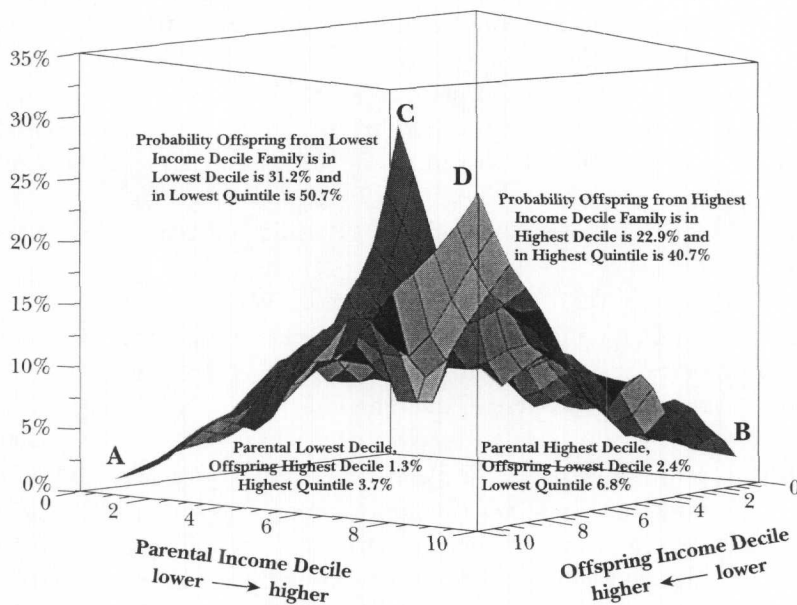 35%
30%
25%
20%
15%
10%
5%
0%
C
Probability Offspring from Lowest
Income Decile Family is in
Lowest Decile is 31.2% and
in Lowest Quintile is 50.7%
D
Probability Offspring from Highest
Income Decile Family is in
Highest Decile is 22.9% and
in Highest Quintile is 40.7%
A
Parental Lowest Decile,
Offspring Highest Decile 1.3%
Highest Quintile 3.7%
B
Parental Highest Decile,
Offspring Lowest Decile 2.4%
Lowest Quintile 6.8%
0 2 4 6 8 10
Parental Income Decile
lower → higher
10 8 6 4 2 0
Offspring Income Decile
higher ← lower